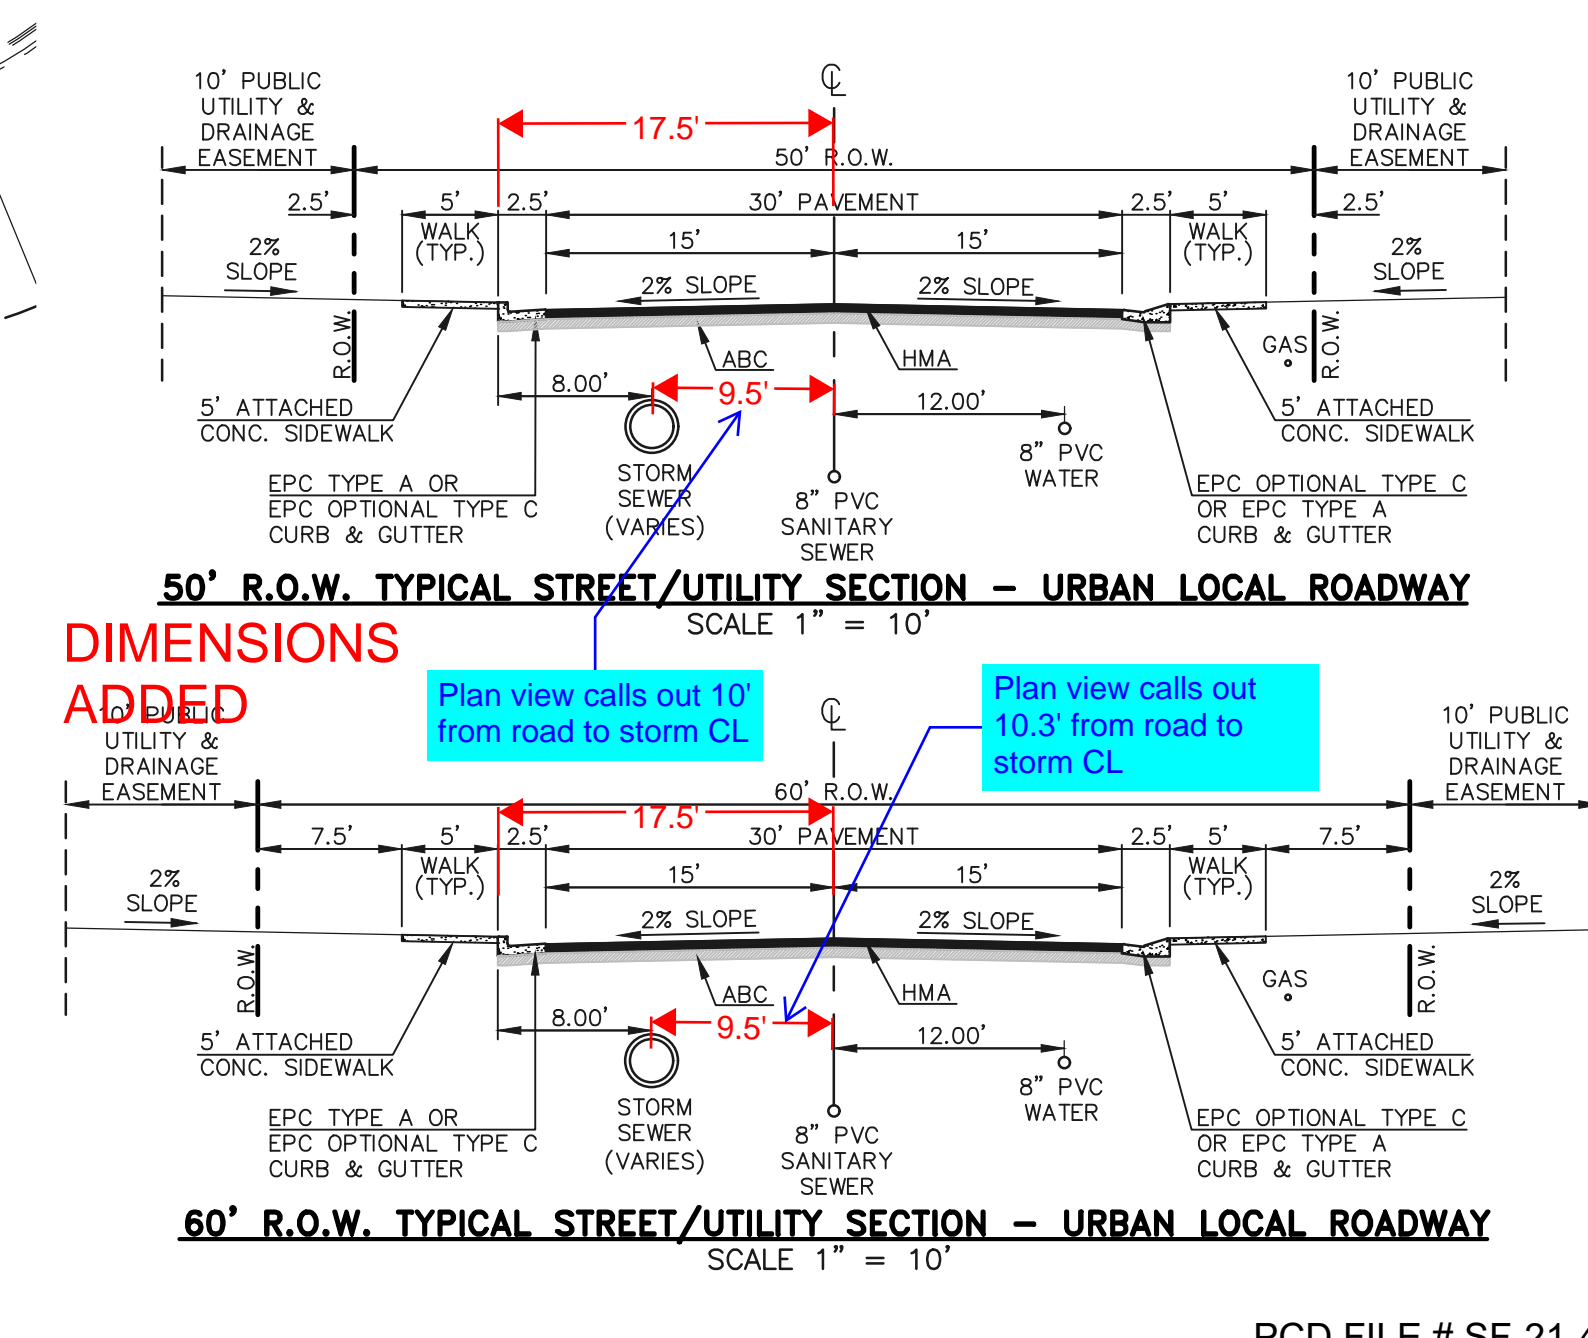 10' PUBLIC
UTILITY &
DRAINAGE
EASEMENT
10' PUBLIC
UTILITY &
DRAINAGE
EASEMENT
℄
17.5'
50' R.O.W.
2.5'
5'
2.5'
30' PAVEMENT
2.5'
5'
2.5'
WALK
(TYP.)
15'
15'
WALK
(TYP.)
2%
SLOPE
2% SLOPE
2% SLOPE
2%
SLOPE
R.O.W.
ABC
HMA
GAS
R.O.W.
8.00'
9.5'
12.00'
5' ATTACHED
CONC. SIDEWALK
5' ATTACHED
CONC. SIDEWALK
STORM
SEWER
(VARIES)
8" PVC
SANITARY
SEWER
8" PVC
WATER
EPC TYPE A OR
EPC OPTIONAL TYPE C
CURB & GUTTER
EPC OPTIONAL TYPE C
OR EPC TYPE A
CURB & GUTTER
50' R.O.W. TYPICAL STREET/UTILITY SECTION – URBAN LOCAL ROADWAY
SCALE 1" = 10'
DIMENSIONS
ADDED
Plan view calls out 10'
from road to storm CL
Plan view calls out
10.3' from road to
storm CL
10' PUBLIC
UTILITY &
DRAINAGE
EASEMENT
℄
10' PUBLIC
UTILITY &
DRAINAGE
EASEMENT
60' R.O.W.
17.5'
7.5'
5'
2.5'
30' PAVEMENT
2.5'
5'
7.5'
WALK
(TYP.)
15'
15'
WALK
(TYP.)
2%
SLOPE
2% SLOPE
2% SLOPE
2%
SLOPE
R.O.W.
ABC
HMA
GAS
R.O.W.
8.00'
9.5'
12.00'
5' ATTACHED
CONC. SIDEWALK
5' ATTACHED
CONC. SIDEWALK
STORM
SEWER
(VARIES)
8" PVC
SANITARY
SEWER
8" PVC
WATER
EPC TYPE A OR
EPC OPTIONAL TYPE C
CURB & GUTTER
EPC OPTIONAL TYPE C
OR EPC TYPE A
CURB & GUTTER
60' R.O.W. TYPICAL STREET/UTILITY SECTION – URBAN LOCAL ROADWAY
SCALE 1" = 10'
PCD FILE # SF 21